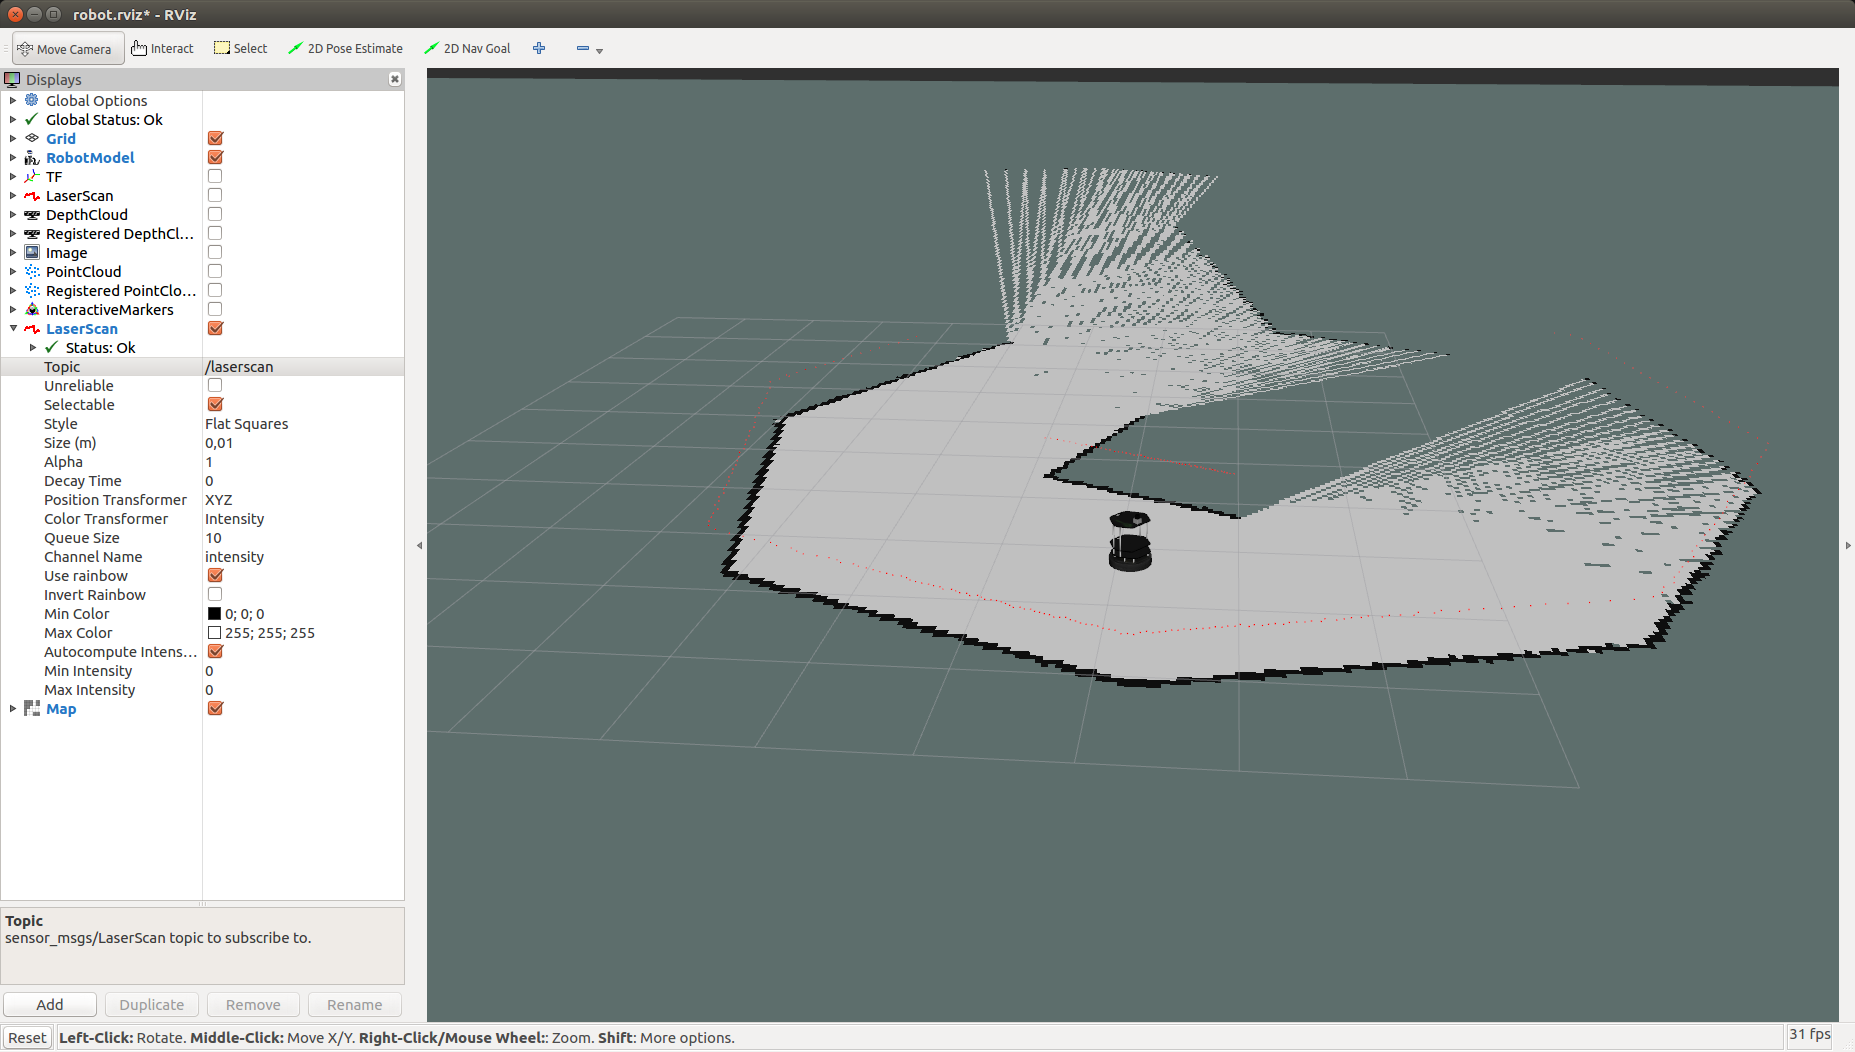 robot.rviz* - RViz
Move Camera Interact Select 2D Pose Estimate 2D Nav Goal
Displays
Global Options
Global Status: Ok
Grid
RobotModel
TF
LaserScan
DepthCloud
Registered DepthCl...
Image
PointCloud
Registered PointClo...
InteractiveMarkers
LaserScan
Status: Ok
Topic /laserscan
Unreliable
Selectable
Style Flat Squares
Size (m) 0,01
Alpha 1
Decay Time 0
Position Transformer XYZ
Color Transformer Intensity
Queue Size 10
Channel Name intensity
Use rainbow
Invert Rainbow
Min Color 0; 0; 0
Max Color 255; 255; 255
Autocompute Intens...
Min Intensity 0
Max Intensity 0
Map
Topic
sensor_msgs/LaserScan topic to subscribe to.
Add Duplicate Remove Rename
Reset Left-Click: Rotate. Middle-Click: Move X/Y. Right-Click/Mouse Wheel:: Zoom. Shift: More options. 31 fps